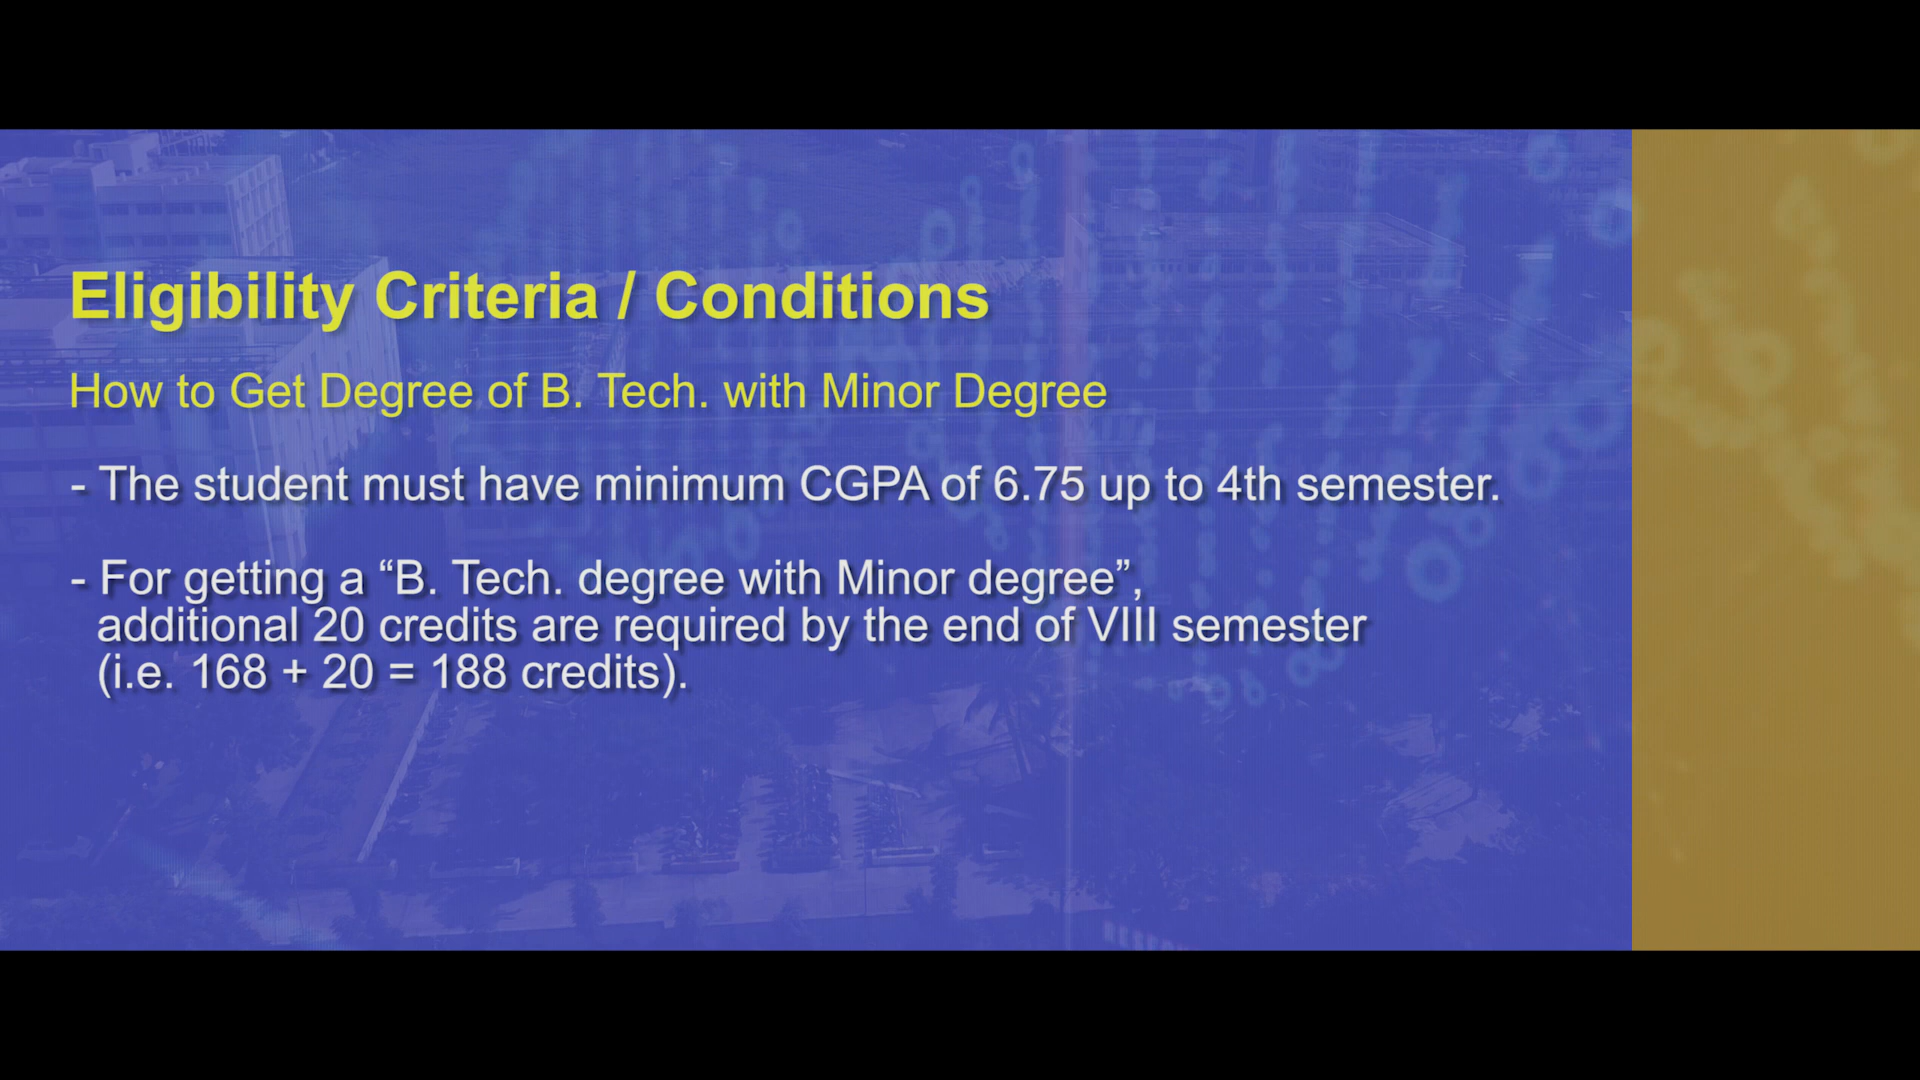 Eligibility Criteria / Conditions
How to Get Degree of B. Tech. with Minor Degree
- The student must have minimum CGPA of 6.75 up to 4th semester.
- For getting a “B. Tech. degree with Minor degree”,
additional 20 credits are required by the end of VIII semester
(i.e. 168 + 20 = 188 credits).